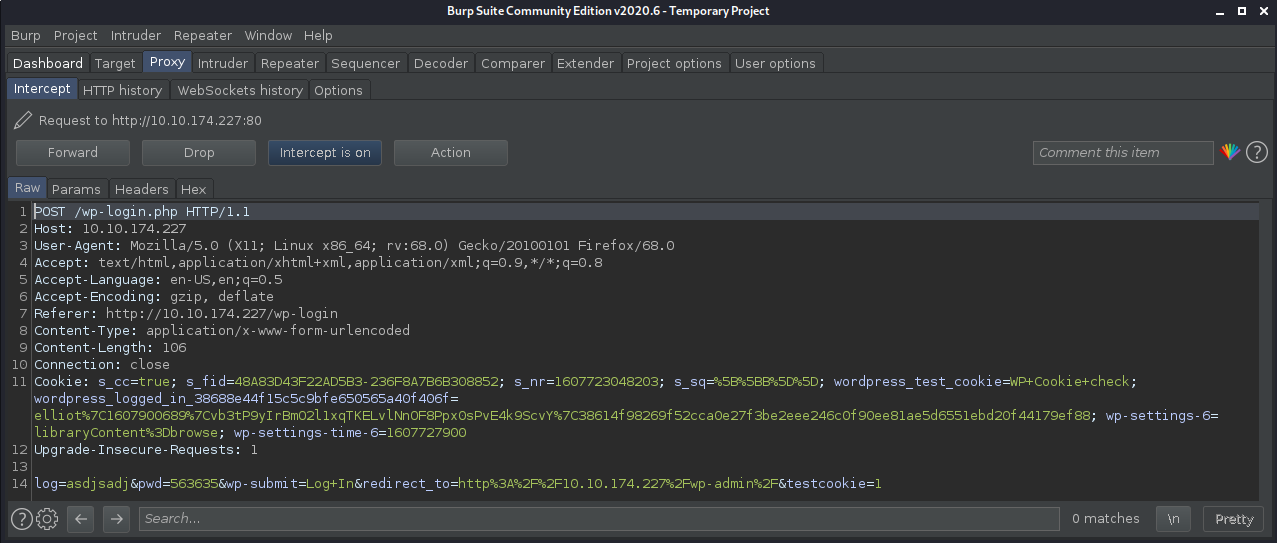 Burp Suite Community Edition v2020.6 - Temporary Project
Burp Project Intruder Repeater Window Help
Dashboard Target Proxy Intruder Repeater Sequencer Decoder Comparer Extender Project options User options
Intercept HTTP history WebSockets history Options
Request to http://10.10.174.227:80
Forward Drop Intercept is on Action Comment this item ?
Raw Params Headers Hex
1 POST /wp-login.php HTTP/1.1
2 Host: 10.10.174.227
3 User-Agent: Mozilla/5.0 (X11; Linux x86_64; rv:68.0) Gecko/20100101 Firefox/68.0
4 Accept: text/html,application/xhtml+xml,application/xml;q=0.9,*/*;q=0.8
5 Accept-Language: en-US,en;q=0.5
6 Accept-Encoding: gzip, deflate
7 Referer: http://10.10.174.227/wp-login
8 Content-Type: application/x-www-form-urlencoded
9 Content-Length: 106
10 Connection: close
11 Cookie: s_cc=true; s_fid=48A83D43F22AD5B3-236F8A7B6B308852; s_nr=1607723048203; s_sq=%5B%5BB%5D%5D; wordpress_test_cookie=WP+Cookie+check;
wordpress_logged_in_38688e44f15c5c9bfe650565a40f406f=
elliot%7C1607900689%7Cvb3tP9yIrBmO2l1xqTKELvlNnOF8PpxOsPvE4k9ScvY%7C38614f98269f52cca0e27f3be2eee246c0f90ee81ae5d6551ebd20f44179ef88; wp-settings-6=
libraryContent%3Dbrowse; wp-settings-time-6=1607727900
12 Upgrade-Insecure-Requests: 1
13
14 log=asdjsadj&pwd=563635&wp-submit=Log+In&redirect_to=http%3A%2F%2F10.10.174.227%2Fwp-admin%2F&testcookie=1
? Search... 0 matches \n Pretty